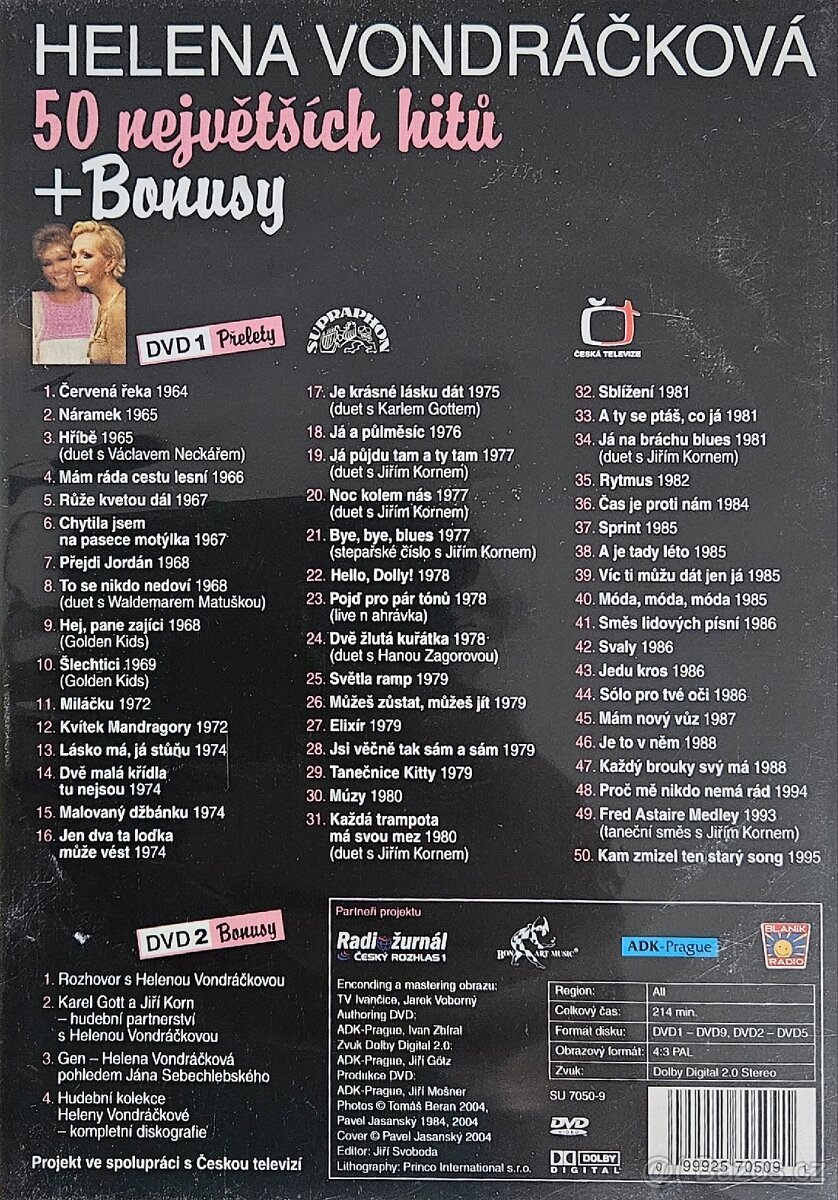 HELENA VONDRÁČKOVÁ
50 největších hitů
+Bonusy
DVD 1 Přelety
SUPRAPHON
ČT
ČESKÁ TELEVIZE
1. Červená řeka 1964
2. Náramek 1965
3. Hříbě 1965
(duet s Václavem Neckářem)
4. Mám ráda cestu lesní 1966
5. Růže kvetou dál 1967
6. Chytila jsem
na pasece motýlka 1967
7. Přejdi Jordán 1968
8. To se nikdo nedoví 1968
(duet s Waldemarem Matuškou)
9. Hej, pane zajíci 1968
(Golden Kids)
10. Šlechtici 1969
(Golden Kids)
11. Miláčku 1972
12. Kvítek Mandragory 1972
13. Lásko má, já stůňu 1974
14. Dvě malá křídla
tu nejsou 1974
15. Malovaný džbánku 1974
16. Jen dva ta loďka
může vést 1974
17. Je krásné lásku dát 1975
(duet s Karlem Gottem)
18. Já a půlměsíc 1976
19. Já půjdu tam a ty tam 1977
(duet s Jiřím Kornem)
20. Noc kolem nás 1977
(duet s Jiřím Kornem)
21. Bye, bye, blues 1977
(stepařské číslo s Jiřím Kornem)
22. Hello, Dolly! 1978
23. Pojď pro pár tónů 1978
(live n ahrávka)
24. Dvě žlutá kuřátka 1978
(duet s Hanou Zagorovou)
25. Světla ramp 1979
26. Můžeš zůstat, můžeš jít 1979
27. Elixír 1979
28. Jsi věčně tak sám a sám 1979
29. Tanečnice Kitty 1979
30. Múzy 1980
31. Každá trampota
má svou mez 1980
(duet s Jiřím Kornem)
32. Sblížení 1981
33. A ty se ptáš, co já 1981
34. Já na bráchu blues 1981
(duet s Jiřím Kornem)
35. Rytmus 1982
36. Čas je proti nám 1984
37. Sprint 1985
38. A je tady léto 1985
39. Víc ti můžu dát jen já 1985
40. Móda, móda, móda 1985
41. Směs lidových písní 1986
42. Svaly 1986
43. Jedu kros 1986
44. Sólo pro tvé oči 1986
45. Mám nový vůz 1987
46. Je to v něm 1988
47. Každý brouky svý má 1988
48. Proč mě nikdo nemá rád 1994
49. Fred Astaire Medley 1993
(taneční směs s Jiřím Kornem)
50. Kam zmizel ten starý song 1995
DVD 2 Bonusy
1. Rozhovor s Helenou Vondráčkovou
2. Karel Gott a Jiří Korn
– hudební partnerství
s Helenou Vondráčkovou
3. Gen – Helena Vondráčková
pohledem Jána Sebechlebského
4. Hudební kolekce
Heleny Vondráčkové
– kompletní diskografie
Projekt ve spolupráci s Českou televizí
Partneři projektu
Radiožurnál
ČESKÝ ROZHLAS 1
BON ART MUSIC
ADK-Prague
BLANÍK
RADIO
Enconding a mastering obrazu:
TV Ivančice, Jarek Voborný
Authoring DVD:
ADK-Prague, Ivan Zbíral
Zvuk Dolby Digital 2.0:
ADK-Prague, Jiří Götz
Produkce DVD:
ADK-Prague, Jiří Mošner
Photos © Tomáš Beran 2004,
Pavel Jasanský 1984, 2004
Cover © Pavel Jasanský 2004
Editor: Jiří Svoboda
Lithography: Princo International s.r.o.
Region: All
Celkový čas: 214 min.
Formát disku: DVD1 – DVD9, DVD2 – DVD5
Obrazový formát: 4:3 PAL
Zvuk: Dolby Digital 2.0 Stereo
SU 7050-9
DVD
VIDEO
DOLBY
DIGITAL
99925 70509
Bazoš.cz